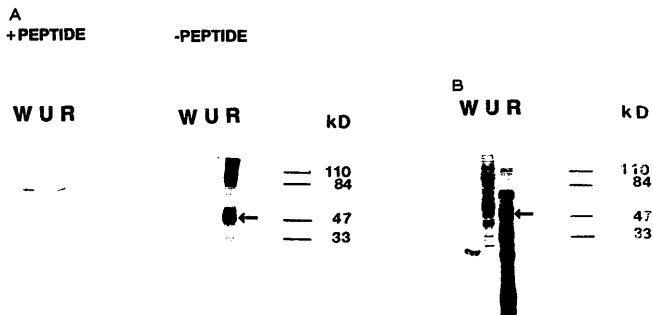 A
+PEPTIDE -PEPTIDE
W U R W U R kD
110
84
47
33
B
W U R kD
110
84
47
33